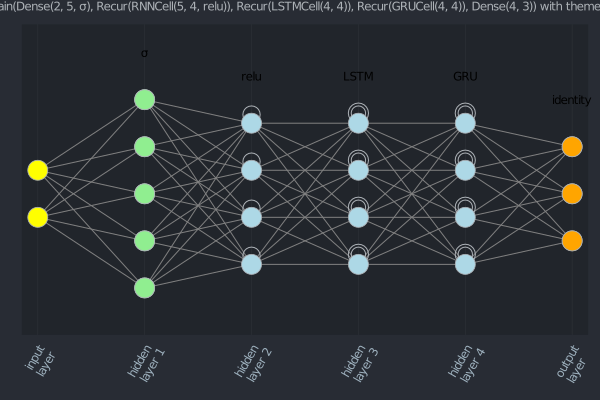 ain(Dense(2, 5, σ), Recur(RNNCell(5, 4, relu)), Recur(LSTMCell(4, 4)), Recur(GRUCell(4, 4)), Dense(4, 3)) with theme
σ
relu
LSTM
GRU
identity
input
layer
hidden
layer 1
hidden
layer 2
hidden
layer 3
hidden
layer 4
output
layer